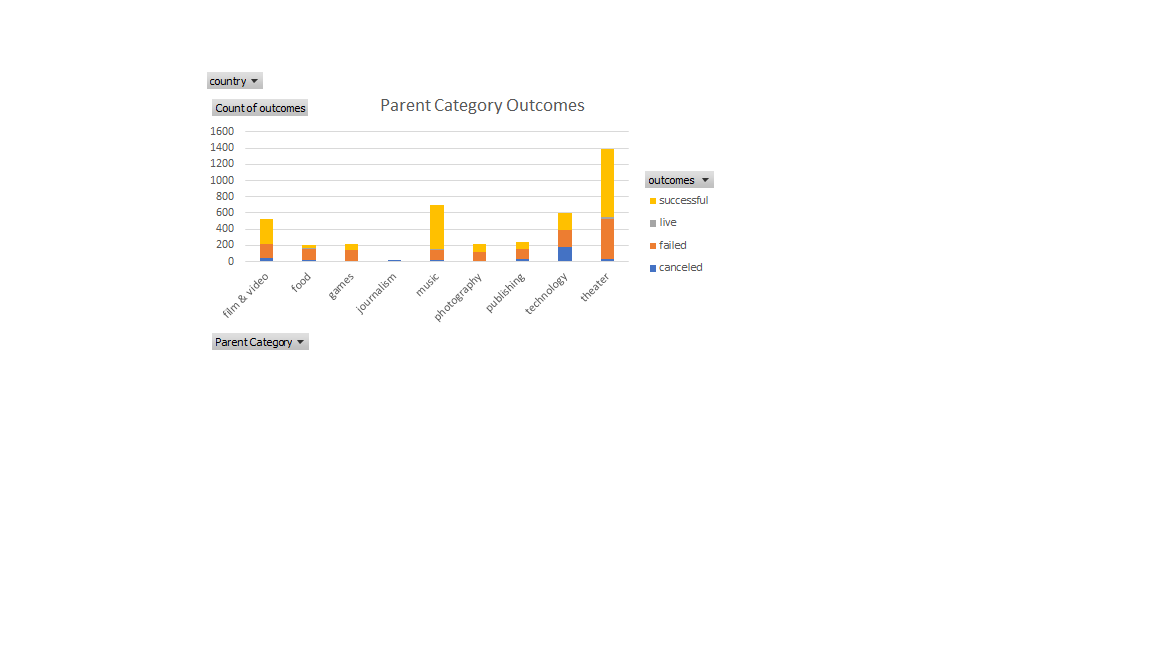 country
Count of outcomes
Parent Category Outcomes
1600
1400
1200
1000
800
600
400
200
0
film & video
food
games
journalism
music
photography
publishing
technology
theater
outcomes
successful
live
failed
canceled
Parent Category